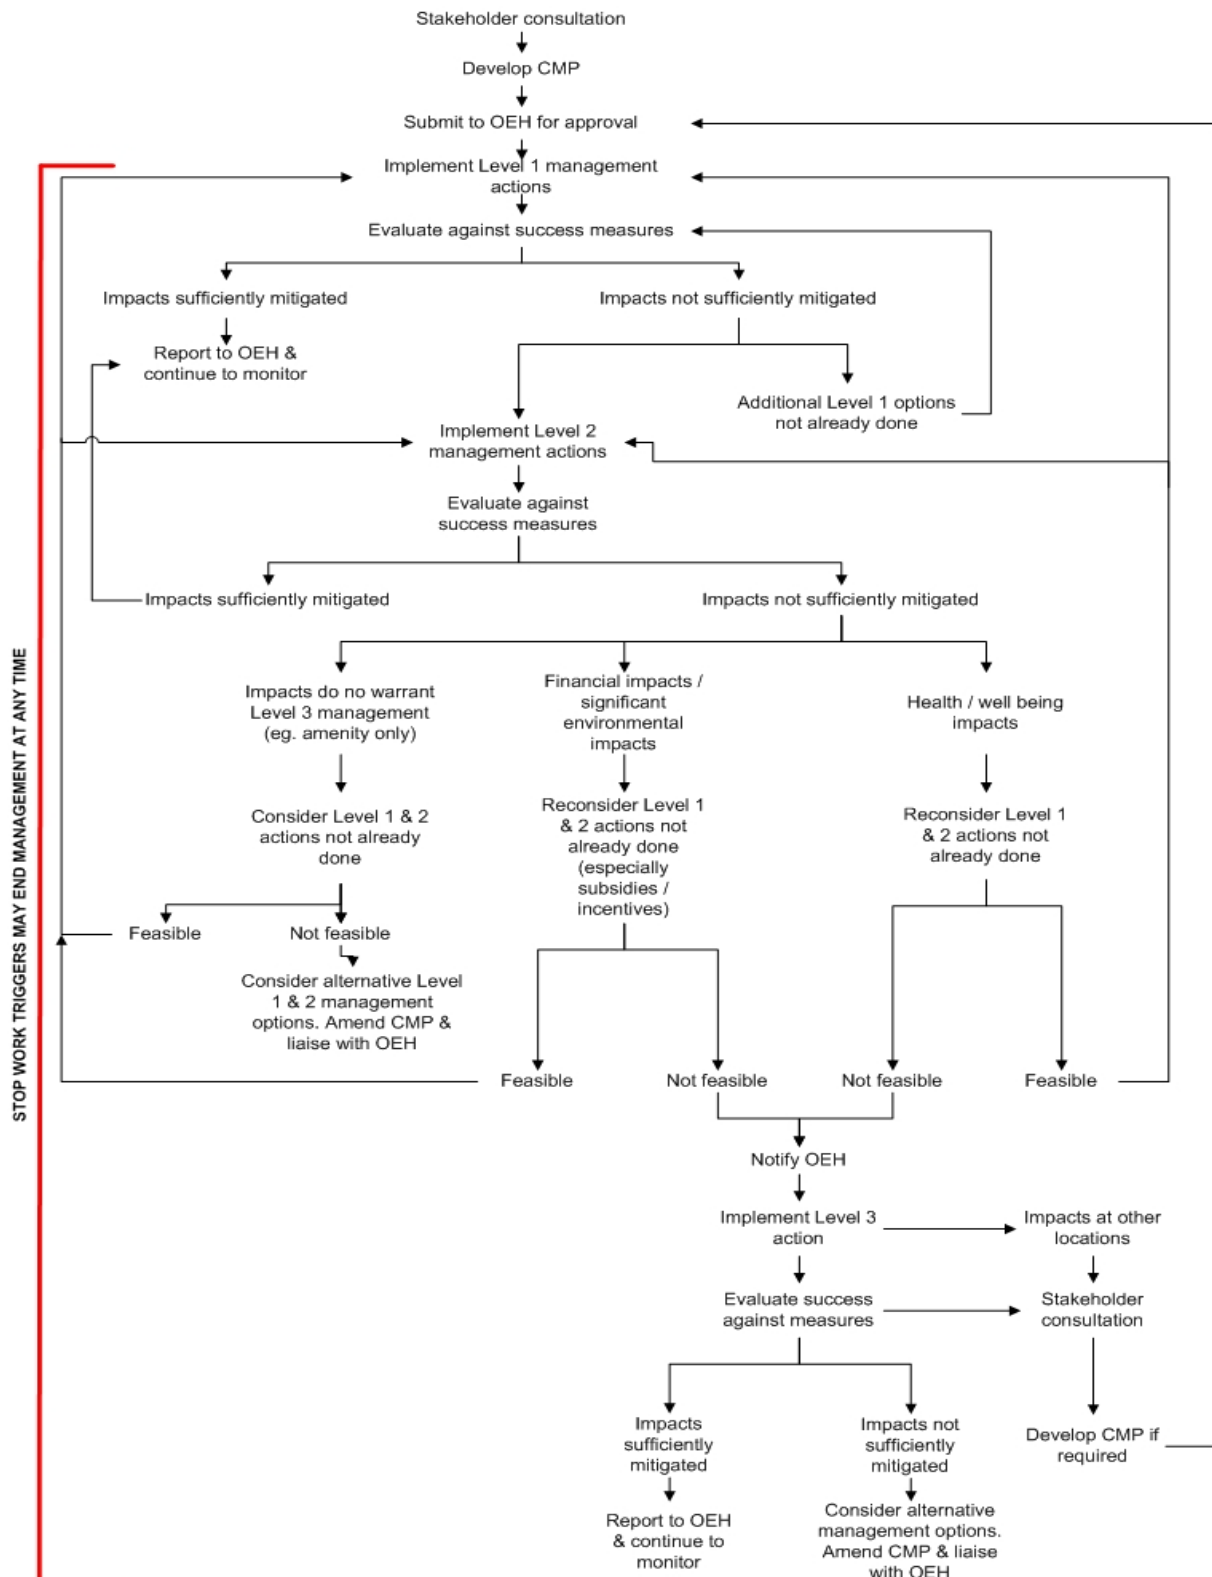 Stakeholder consultation
Develop CMP
Submit to OEH for approval
Implement Level 1 management
actions
Evaluate against success measures
Impacts sufficiently mitigated
Impacts not sufficiently mitigated
Report to OEH &
continue to monitor
Additional Level 1 options
not already done
Implement Level 2
management actions
Evaluate against
success measures
Impacts sufficiently mitigated
Impacts not sufficiently mitigated
Impacts do no warrant
Level 3 management
(eg. amenity only)
Financial impacts /
significant
environmental
impacts
Health / well being
impacts
Consider Level 1 & 2
actions not already
done
Reconsider Level 1
& 2 actions not
already done
(especially
subsidies /
incentives)
Reconsider Level 1
& 2 actions not
already done
Feasible
Not feasible
Consider alternative Level
1 & 2 management
options. Amend CMP &
liaise with OEH
Feasible
Not feasible
Not feasible
Feasible
Notify OEH
Implement Level 3
action
Impacts at other
locations
Evaluate success
against measures
Stakeholder
consultation
Impacts
sufficiently
mitigated
Impacts not
sufficiently
mitigated
Develop CMP if
required
Report to OEH
& continue to
monitor
Consider alternative
management options.
Amend CMP & liaise
with OEH
STOP WORK TRIGGERS MAY END MANAGEMENT AT ANY TIME